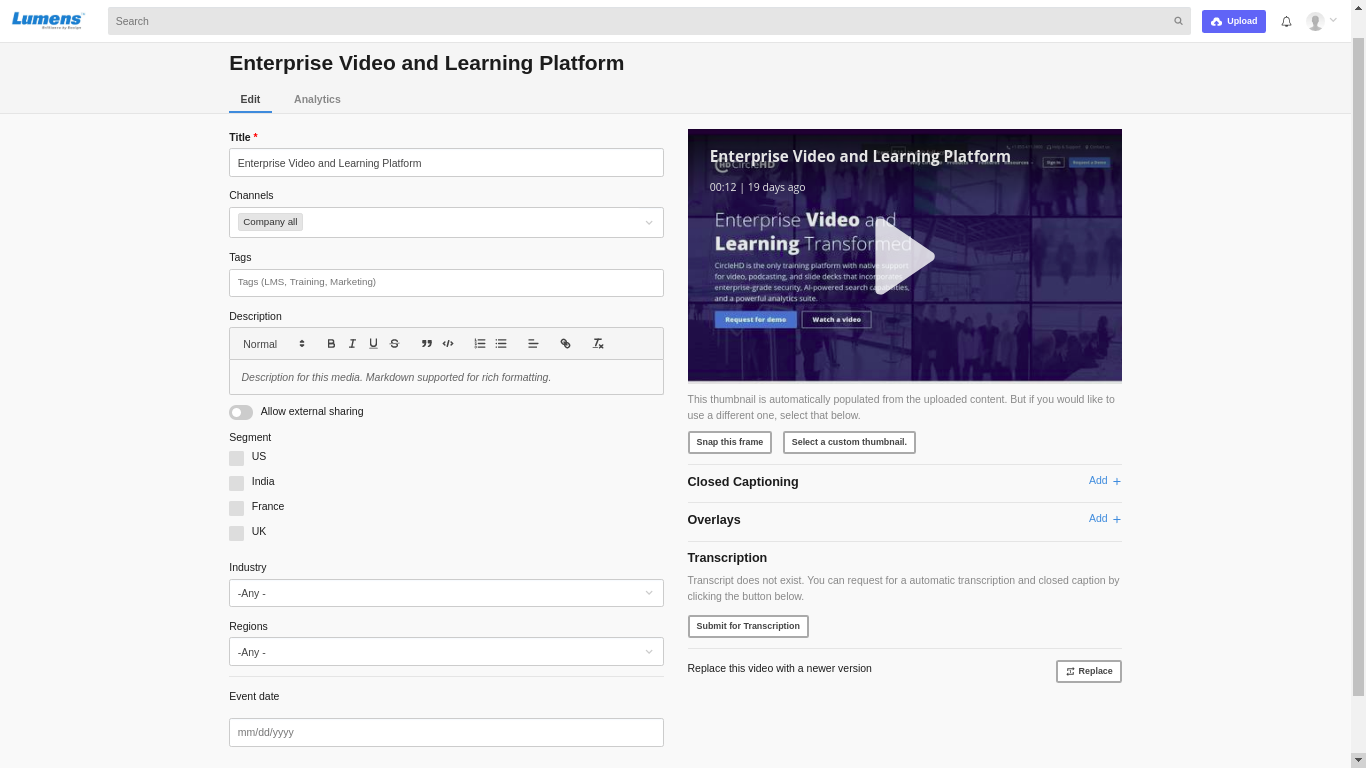 Lumens
Search
Upload
Enterprise Video and Learning Platform
Edit
Analytics
Title *
Enterprise Video and Learning Platform
Channels
Company all
Tags
Tags (LMS, Training, Marketing)
Description
Normal
Description for this media. Markdown supported for rich formatting.
Allow external sharing
Segment
US
India
France
UK
Industry
-Any -
Regions
-Any -
Event date
mm/dd/yyyy
Enterprise Video and Learning Platform
CircleHD
Sign In
Request a Demo
00:12 | 19 days ago
Enterprise Video and
Learning Transformed
CircleHD is the only training platform with native support
for video, podcasting, and slide decks that incorporates
enterprise-grade security, AI-powered search capabilities,
and a powerful analytics suite.
Request for demo
Watch a video
This thumbnail is automatically populated from the uploaded content. But if you would like to
use a different one, select that below.
Snap this frame
Select a custom thumbnail.
Closed Captioning
Add +
Overlays
Add +
Transcription
Transcript does not exist. You can request for a automatic transcription and closed caption by
clicking the button below.
Submit for Transcription
Replace this video with a newer version
Replace